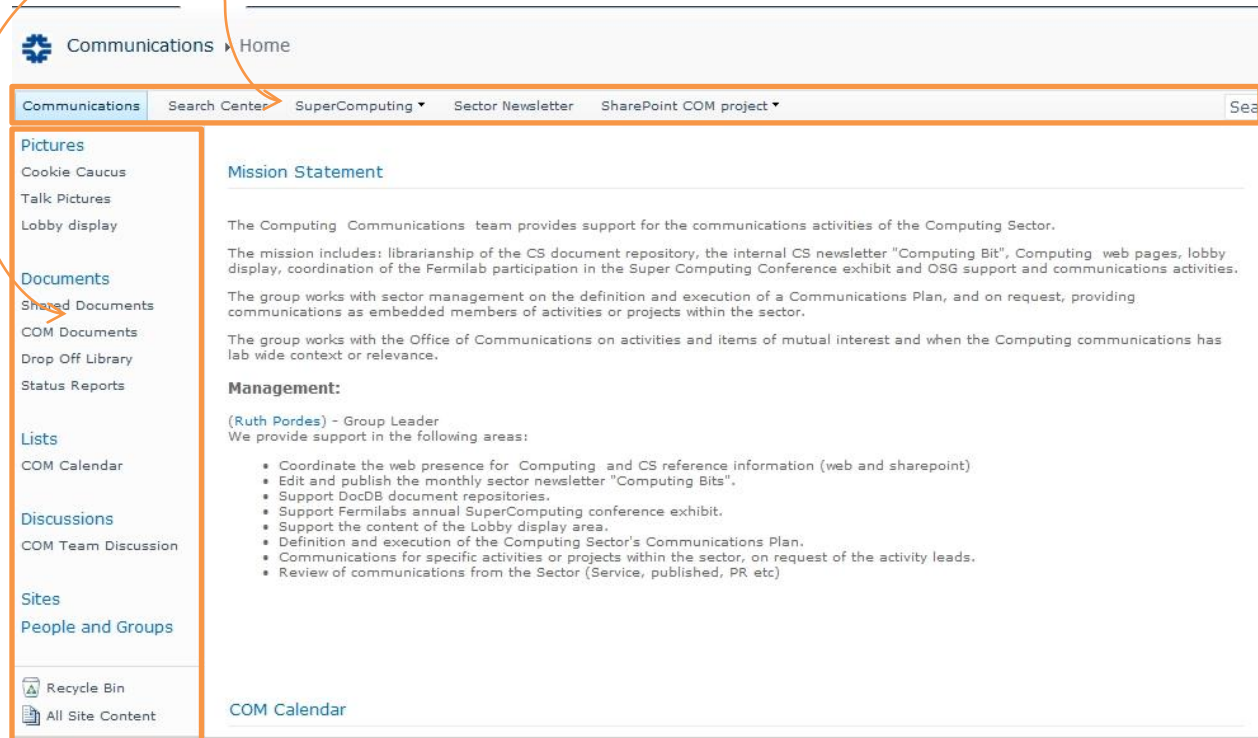 Communications ▸ Home
Communications Search Center SuperComputing ▾ Sector Newsletter SharePoint COM project ▾ Sea
Pictures
Cookie Caucus
Talk Pictures
Lobby display
Documents
Shared Documents
COM Documents
Drop Off Library
Status Reports
Lists
COM Calendar
Discussions
COM Team Discussion
Sites
People and Groups
Recycle Bin
All Site Content
Mission Statement
The Computing Communications team provides support for the communications activities of the Computing Sector.
The mission includes: librarianship of the CS document repository, the internal CS newsletter "Computing Bit", Computing web pages, lobby
display, coordination of the Fermilab participation in the Super Computing Conference exhibit and OSG support and communications activities.
The group works with sector management on the definition and execution of a Communications Plan, and on request, providing
communications as embedded members of activities or projects within the sector.
The group works with the Office of Communications on activities and items of mutual interest and when the Computing communications has
lab wide context or relevance.
Management:
(Ruth Pordes) - Group Leader
We provide support in the following areas:
• Coordinate the web presence for Computing and CS reference information (web and sharepoint)
• Edit and publish the monthly sector newsletter "Computing Bits".
• Support DocDB document repositories.
• Support Fermilabs annual SuperComputing conference exhibit.
• Support the content of the Lobby display area.
• Definition and execution of the Computing Sector's Communications Plan.
• Communications for specific activities or projects within the sector, on request of the activity leads.
• Review of communications from the Sector (Service, published, PR etc)
COM Calendar